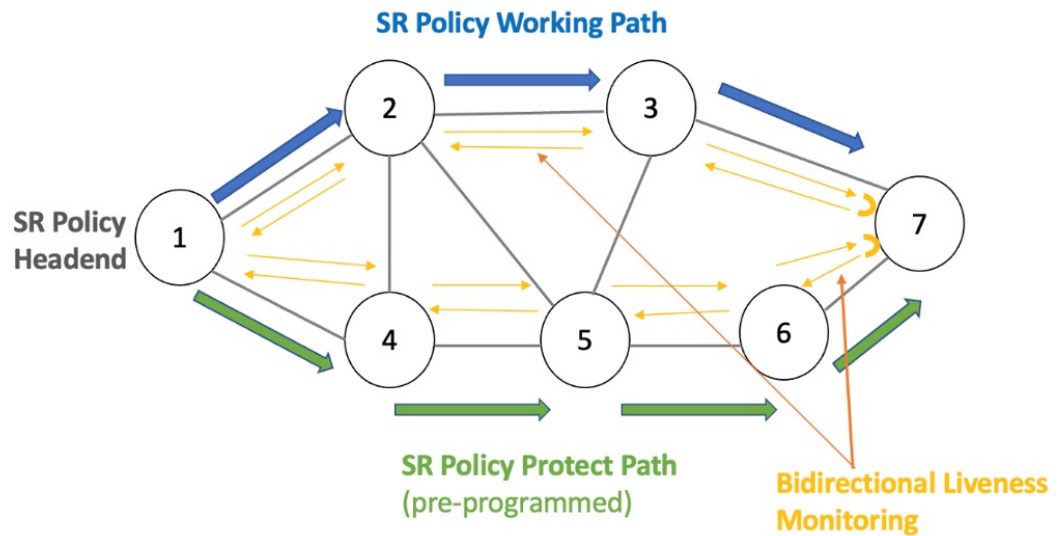 SR Policy Working Path
2
3
SR Policy
Headend
1
7
4
5
6
SR Policy Protect Path
(pre-programmed)
Bidirectional Liveness
Monitoring